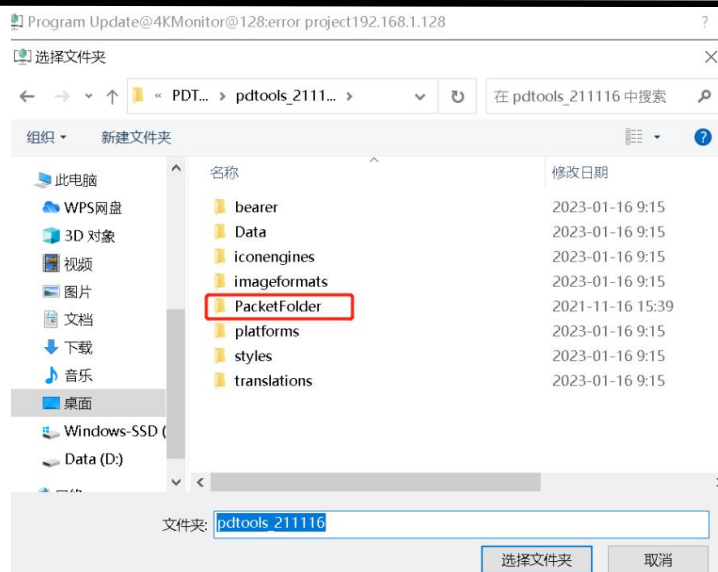 Program Update@4KMonitor@128:error project192.168.1.128 ?
选择文件夹
« PDT... › pdtools_2111... › 在 pdtools_211116 中搜索
组织 新建文件夹 ?
名称 修改日期
此电脑
WPS网盘 bearer 2023-01-16 9:15
3D 对象 Data 2023-01-16 9:15
视频 iconengines 2023-01-16 9:15
图片 imageformats 2023-01-16 9:15
文档 PacketFolder 2021-11-16 15:39
下载 platforms 2023-01-16 9:15
音乐 styles 2023-01-16 9:15
桌面 translations 2023-01-16 9:15
Windows-SSD (
Data (D:)
文件夹: pdtools_211116
选择文件夹 取消